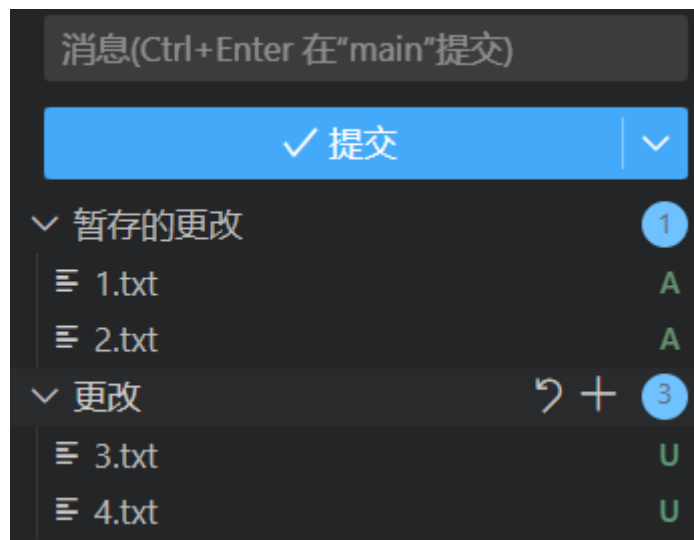 消息(Ctrl+Enter 在“main”提交)
提交
暂存的更改 1
1.txt A
2.txt A
更改 3
3.txt U
4.txt U